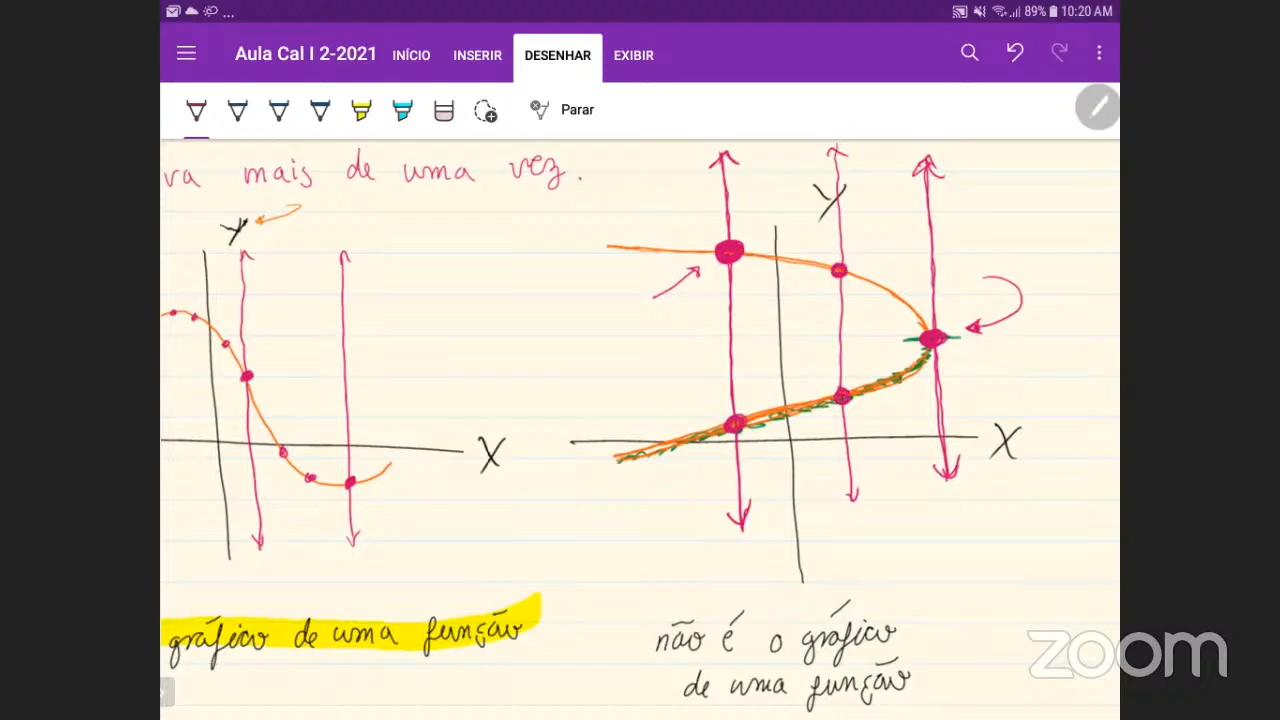 ...
89% 10:20 AM
Aula Cal I 2-2021 INÍCIO INSERIR DESENHAR EXIBIR
Parar
va mais de uma vez.
Y
Y
X
X
gráfico de uma função
não é o gráfico
de uma função
zoom